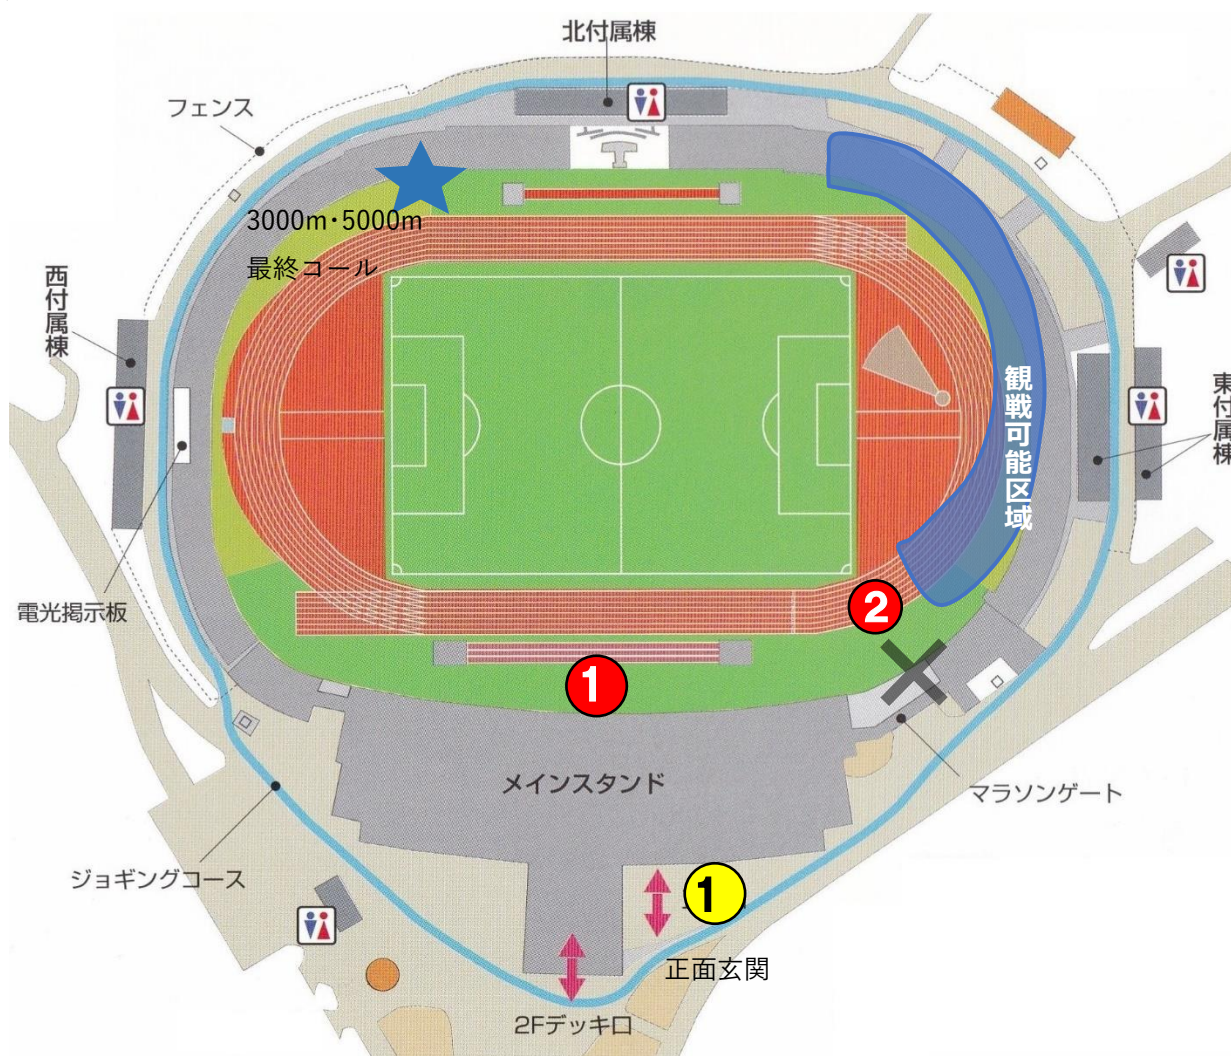 北付属棟
フェンス
3000m･5000m
最終コール
西付属棟
観戦可能区域
東付属棟
電光掲示板
2
1
メインスタンド
マラソンゲート
ジョギングコース
1
正面玄関
2Fデッキ口